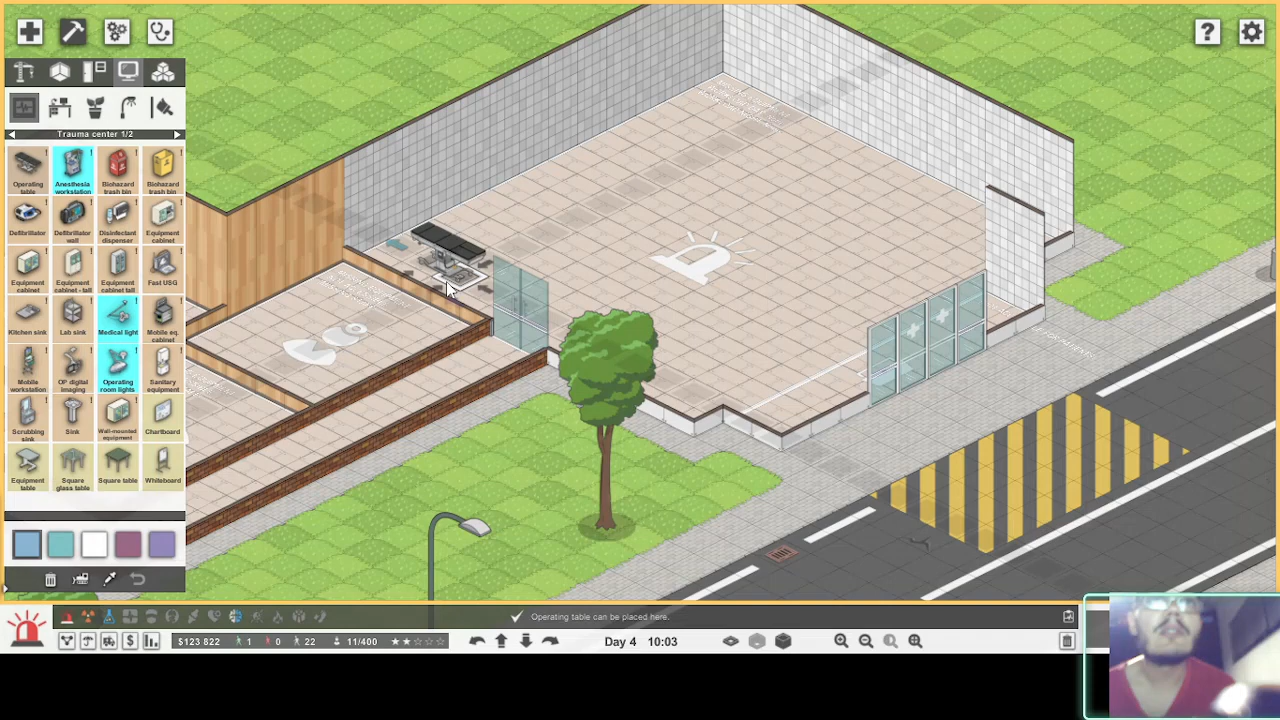 Trauma center 1/2
Operating table
Anesthesia workstation
Biohazard trash bin
Biohazard trash bin
Defibrillator
Defibrillator wall
Disinfectant dispenser
Equipment cabinet
Equipment cabinet
Equipment cabinet - tall
Equipment cabinet tall
Fast USG
Kitchen sink
Lab sink
Medical light
Mobile eq. cabinet
Mobile workstation
OP digital imaging
Operating room lights
Sanitary equipment
Scrubbing sink
Sink
Wall-mounted equipment
Chartboard
Equipment table
Square glass table
Square table
Whiteboard
Operating table can be placed here.
$123 822
1
0
22
11/400
Day 4 10:03
?